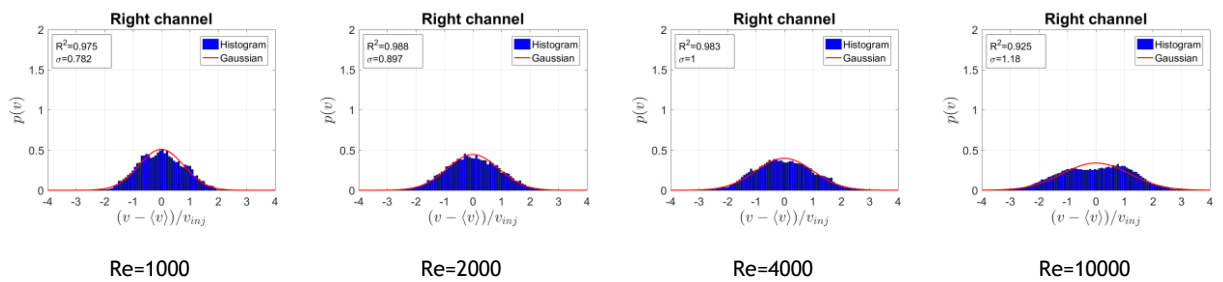 Right channel
2
1.5
1
0.5
0
p(v)
R²=0.975
σ=0.782
Histogram
Gaussian
-4 -3 -2 -1 0 1 2 3 4
(v − ⟨v⟩)/v_inj
Re=1000
Right channel
2
1.5
1
0.5
0
p(v)
R²=0.988
σ=0.897
Histogram
Gaussian
-4 -3 -2 -1 0 1 2 3 4
(v − ⟨v⟩)/v_inj
Re=2000
Right channel
2
1.5
1
0.5
0
p(v)
R²=0.983
σ=1
Histogram
Gaussian
-4 -3 -2 -1 0 1 2 3 4
(v − ⟨v⟩)/v_inj
Re=4000
Right channel
2
1.5
1
0.5
0
p(v)
R²=0.925
σ=1.18
Histogram
Gaussian
-4 -3 -2 -1 0 1 2 3 4
(v − ⟨v⟩)/v_inj
Re=10000